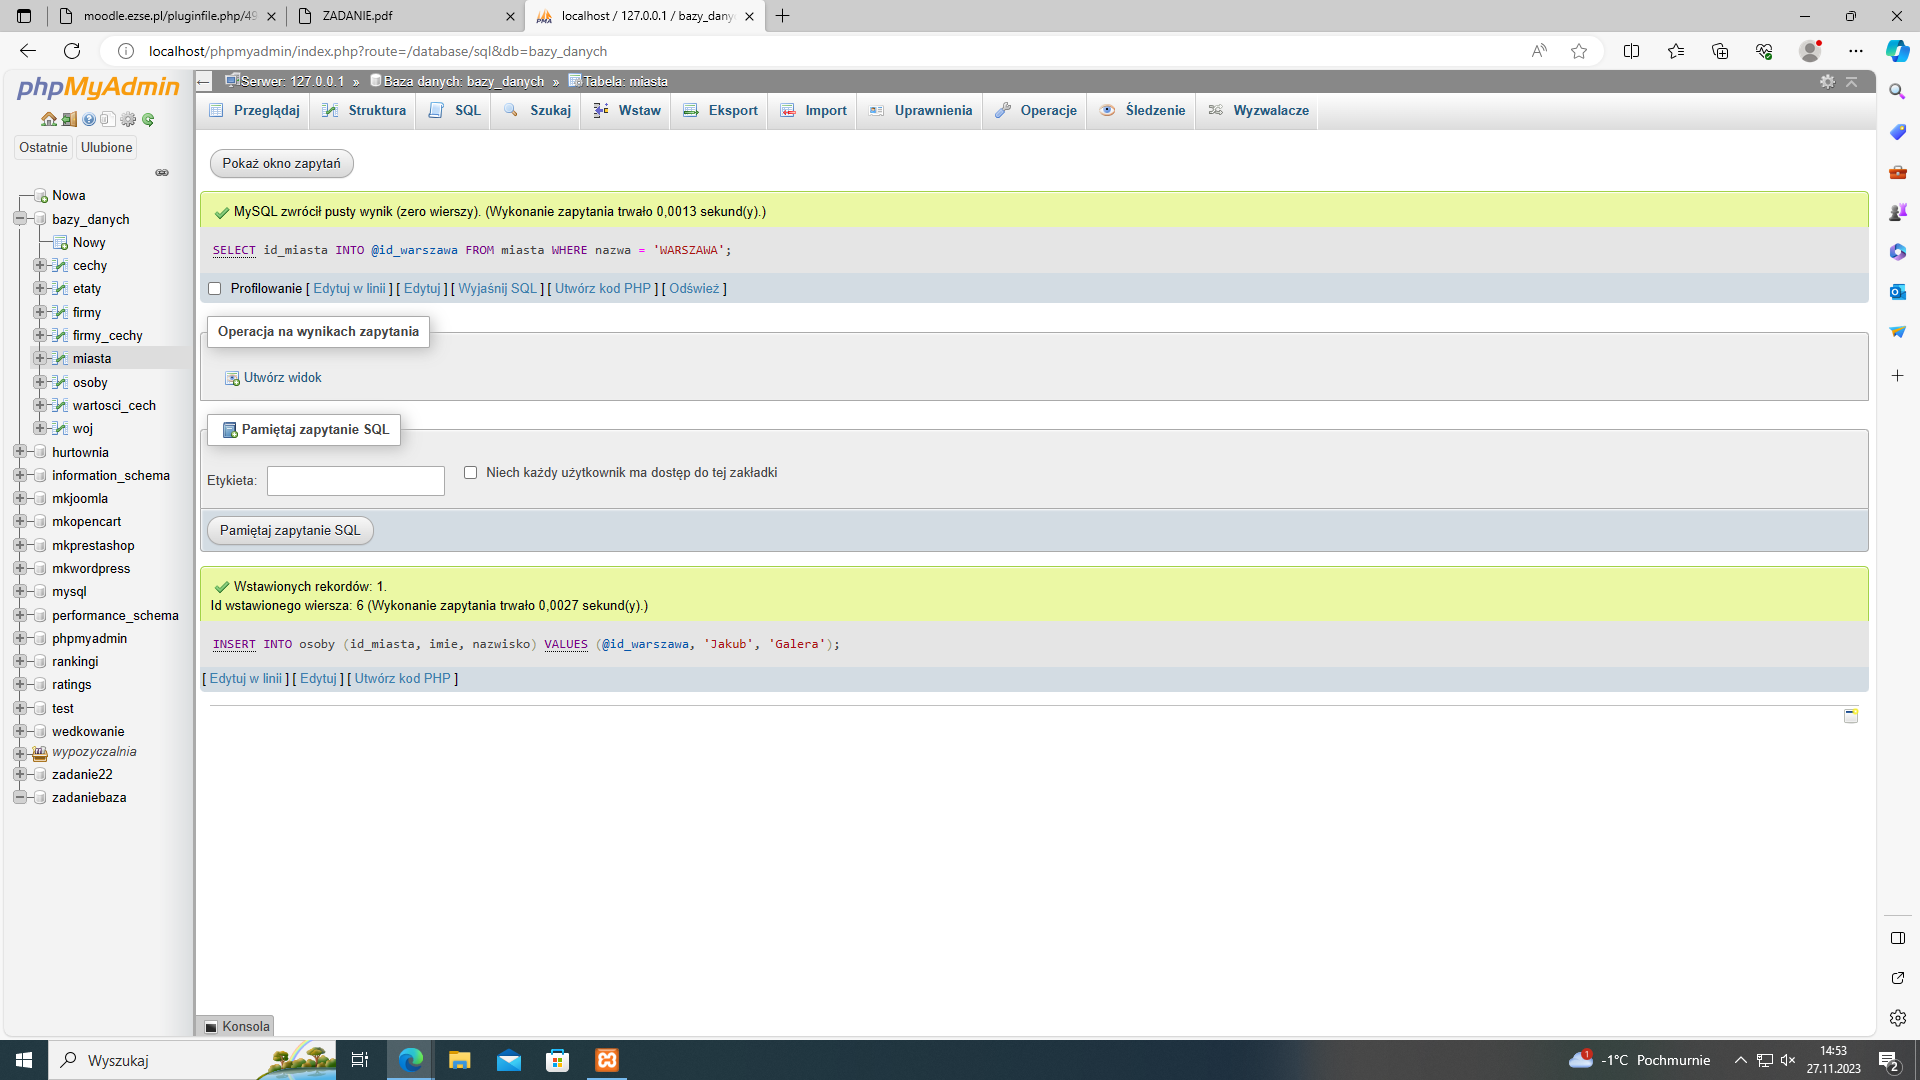 moodle.ezse.pl/pluginfile.php/49
ZADANIE.pdf
localhost / 127.0.0.1 / bazy_dany
localhost/phpmyadmin/index.php?route=/database/sql&db=bazy_danych
phpMyAdmin
Ostatnie Ulubione
Nowa
bazy_danych
Nowy
cechy
etaty
firmy
firmy_cechy
miasta
osoby
wartosci_cech
woj
hurtownia
information_schema
mkjoomla
mkopencart
mkprestashop
mkwordpress
mysql
performance_schema
phpmyadmin
rankingi
ratings
test
wedkowanie
wypozyczalnia
zadanie22
zadaniebaza
Serwer: 127.0.0.1 » Baza danych: bazy_danych » Tabela: miasta
Przeglądaj Struktura SQL Szukaj Wstaw Eksport Import Uprawnienia Operacje Śledzenie Wyzwalacze
Pokaż okno zapytań
MySQL zwrócił pusty wynik (zero wierszy). (Wykonanie zapytania trwało 0,0013 sekund(y).)
SELECT id_miasta INTO @id_warszawa FROM miasta WHERE nazwa = 'WARSZAWA';
Profilowanie [ Edytuj w linii ] [ Edytuj ] [ Wyjaśnij SQL ] [ Utwórz kod PHP ] [ Odśwież ]
Operacja na wynikach zapytania
Utwórz widok
Pamiętaj zapytanie SQL
Etykieta:
Niech każdy użytkownik ma dostęp do tej zakładki
Pamiętaj zapytanie SQL
Wstawionych rekordów: 1.
Id wstawionego wiersza: 6 (Wykonanie zapytania trwało 0,0027 sekund(y).)
INSERT INTO osoby (id_miasta, imie, nazwisko) VALUES (@id_warszawa, 'Jakub', 'Galera');
[ Edytuj w linii ] [ Edytuj ] [ Utwórz kod PHP ]
Konsola
Wyszukaj
1
-1°C Pochmurnie
14:53
27.11.2023
2